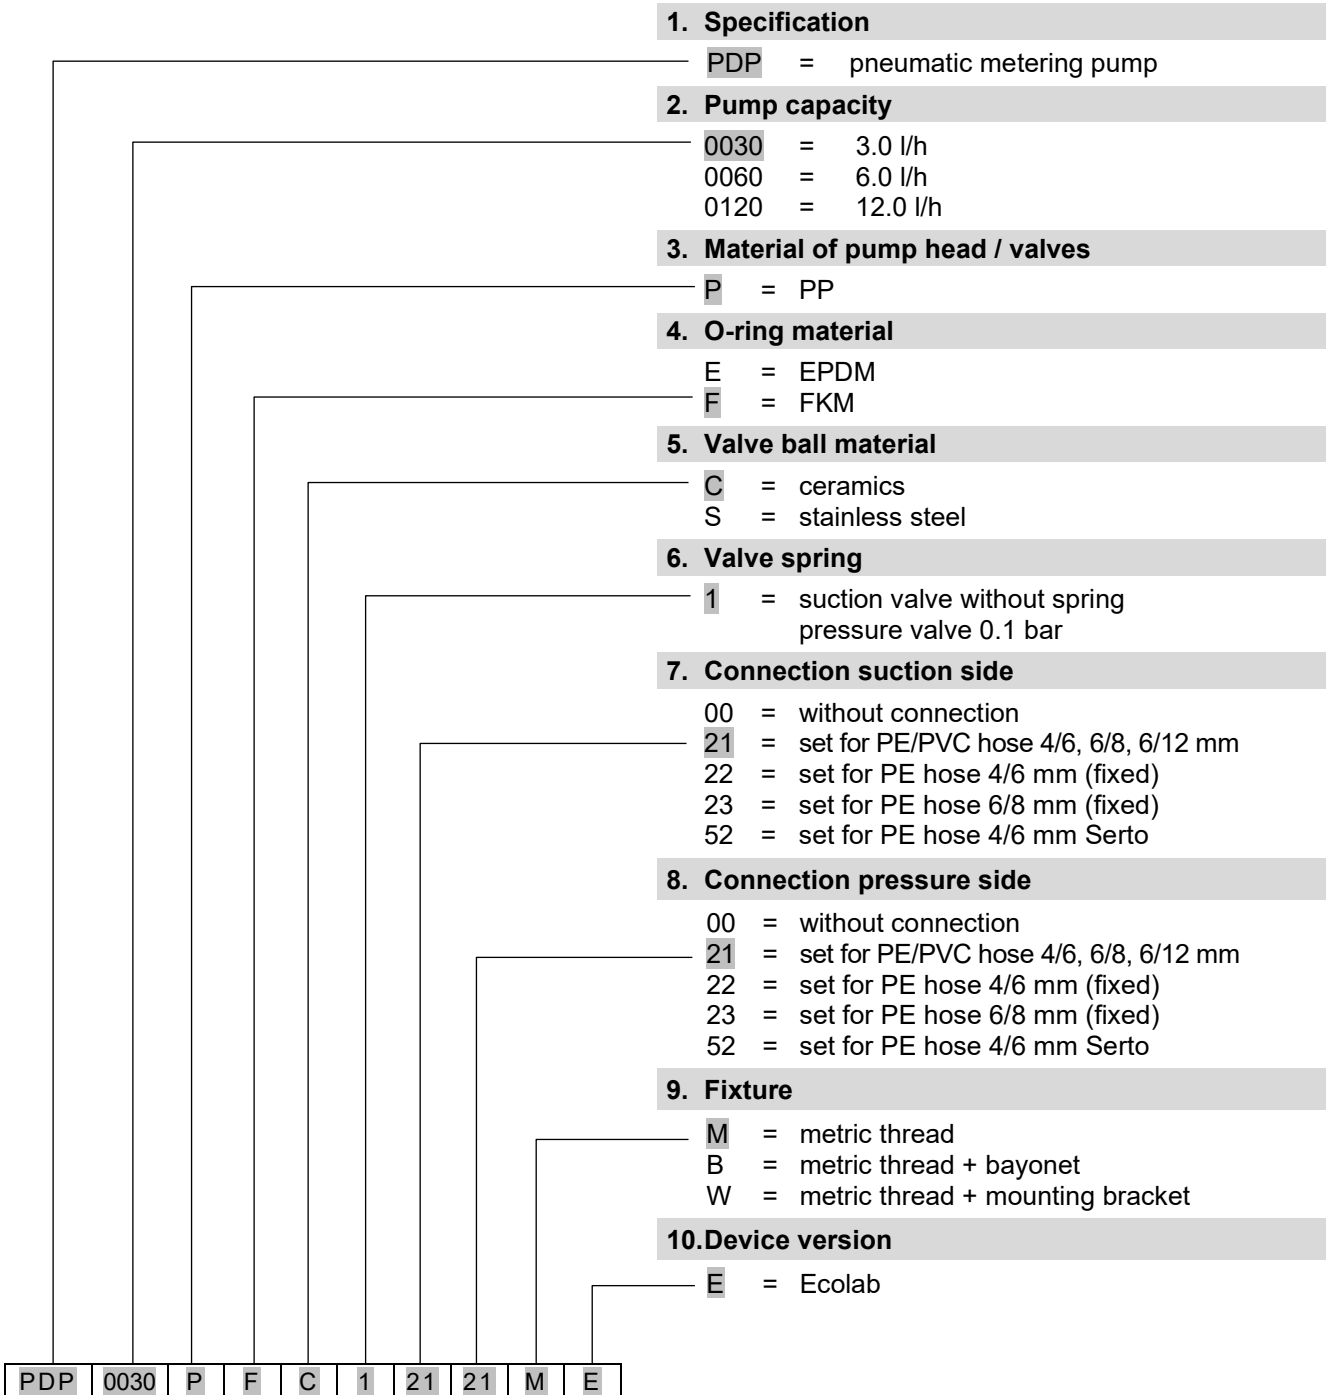 1. Specification
PDP = pneumatic metering pump
2. Pump capacity
0030 = 3.0 l/h
0060 = 6.0 l/h
0120 = 12.0 l/h
3. Material of pump head / valves
P = PP
4. O-ring material
E = EPDM
F = FKM
5. Valve ball material
C = ceramics
S = stainless steel
6. Valve spring
1 = suction valve without spring
pressure valve 0.1 bar
7. Connection suction side
00 = without connection
21 = set for PE/PVC hose 4/6, 6/8, 6/12 mm
22 = set for PE hose 4/6 mm (fixed)
23 = set for PE hose 6/8 mm (fixed)
52 = set for PE hose 4/6 mm Serto
8. Connection pressure side
00 = without connection
21 = set for PE/PVC hose 4/6, 6/8, 6/12 mm
22 = set for PE hose 4/6 mm (fixed)
23 = set for PE hose 6/8 mm (fixed)
52 = set for PE hose 4/6 mm Serto
9. Fixture
M = metric thread
B = metric thread + bayonet
W = metric thread + mounting bracket
10.Device version
E = Ecolab
PDP 0030 P F C 1 21 21 M E